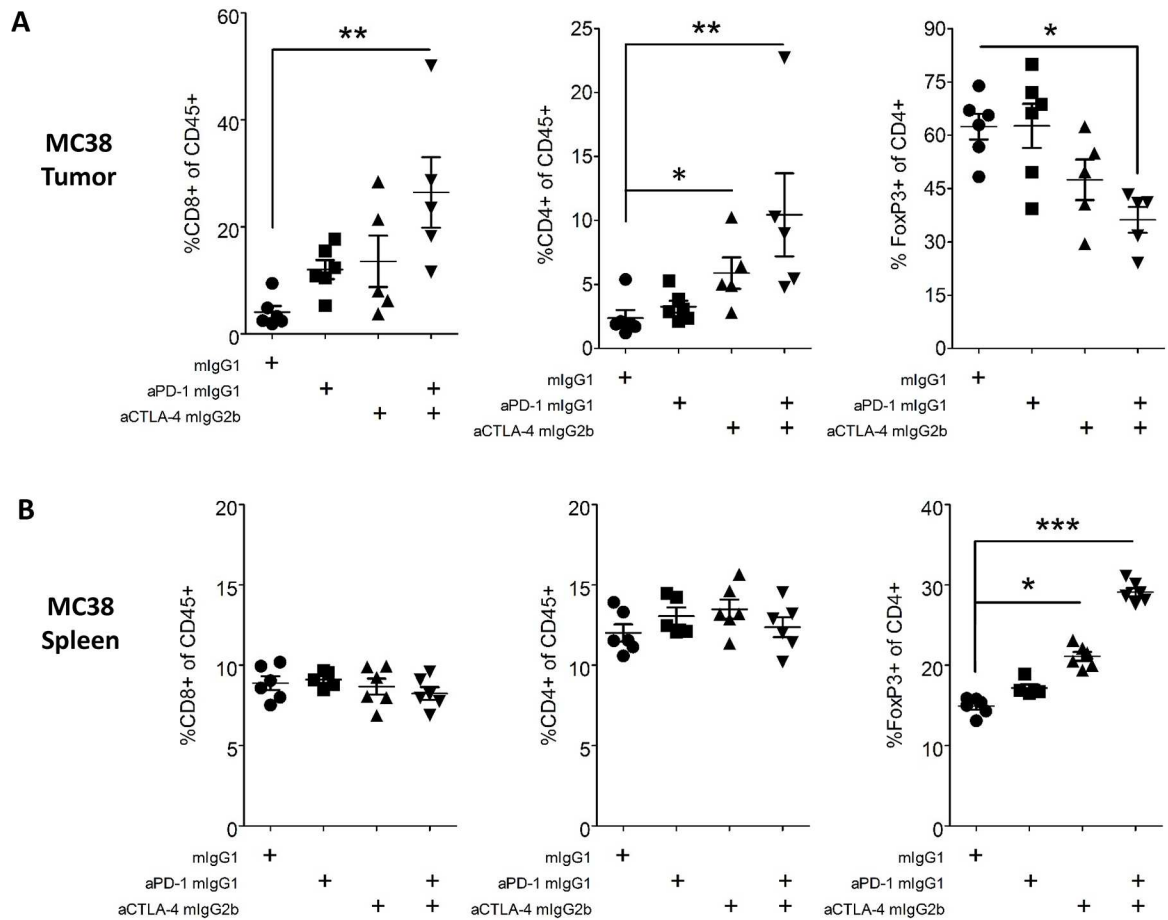 A
MC38
Tumor
%CD8+ of CD45+
60
40
20
0
**
mIgG1 +
aPD-1 mIgG1 + +
aCTLA-4 mIgG2b + +
%CD4+ of CD45+
25
20
15
10
5
0
**
*
mIgG1 +
aPD-1 mIgG1 + +
aCTLA-4 mIgG2b + +
% FoxP3+ of CD4+
90
75
60
45
30
15
0
*
mIgG1 +
aPD-1 mIgG1 + +
aCTLA-4 mIgG2b + +
B
MC38
Spleen
%CD8+ of CD45+
20
15
10
5
0
mIgG1 +
aPD-1 mIgG1 + +
aCTLA-4 mIgG2b + +
%CD4+ of CD45+
20
15
10
5
0
mIgG1 +
aPD-1 mIgG1 + +
aCTLA-4 mIgG2b + +
%FoxP3+ of CD4+
40
30
20
10
0
***
*
mIgG1 +
aPD-1 mIgG1 + +
aCTLA-4 mIgG2b + +